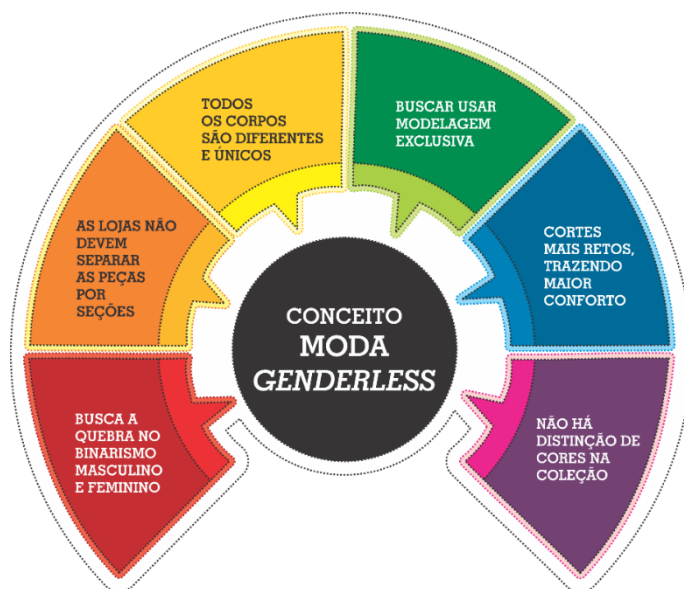 TODOS
OS CORPOS
SÃO DIFERENTES
E ÚNICOS
BUSCAR USAR
MODELAGEM
EXCLUSIVA
AS LOJAS NÃO
DEVEM
SEPARAR
AS PEÇAS
POR
SEÇÕES
CORTES
MAIS RETOS,
TRAZENDO
MAIOR
CONFORTO
CONCEITO
MODA
GENDERLESS
BUSCA A
QUEBRA NO
BINARISMO
MASCULINO
E FEMININO
NÃO HÁ
DISTINÇÃO DE
CORES NA
COLEÇÃO